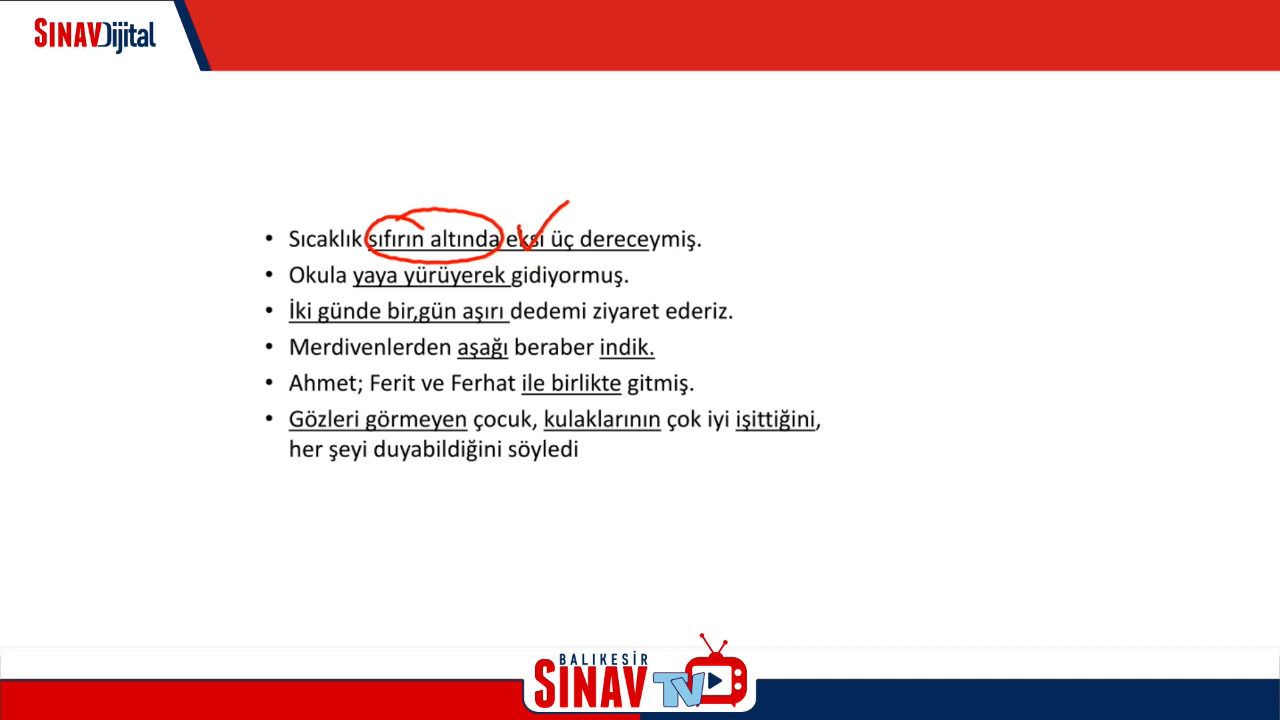 SINAVDijital
• Sıcaklık sıfırın altında eksi üç dereceymiş.
• Okula yaya yürüyerek gidiyormuş.
• İki günde bir,gün aşırı dedemi ziyaret ederiz.
• Merdivenlerden aşağı beraber indik.
• Ahmet; Ferit ve Ferhat ile birlikte gitmiş.
• Gözleri görmeyen çocuk, kulaklarının çok iyi işittiğini,
her şeyi duyabildiğini söyledi
BALIKESİR
SINAV TV